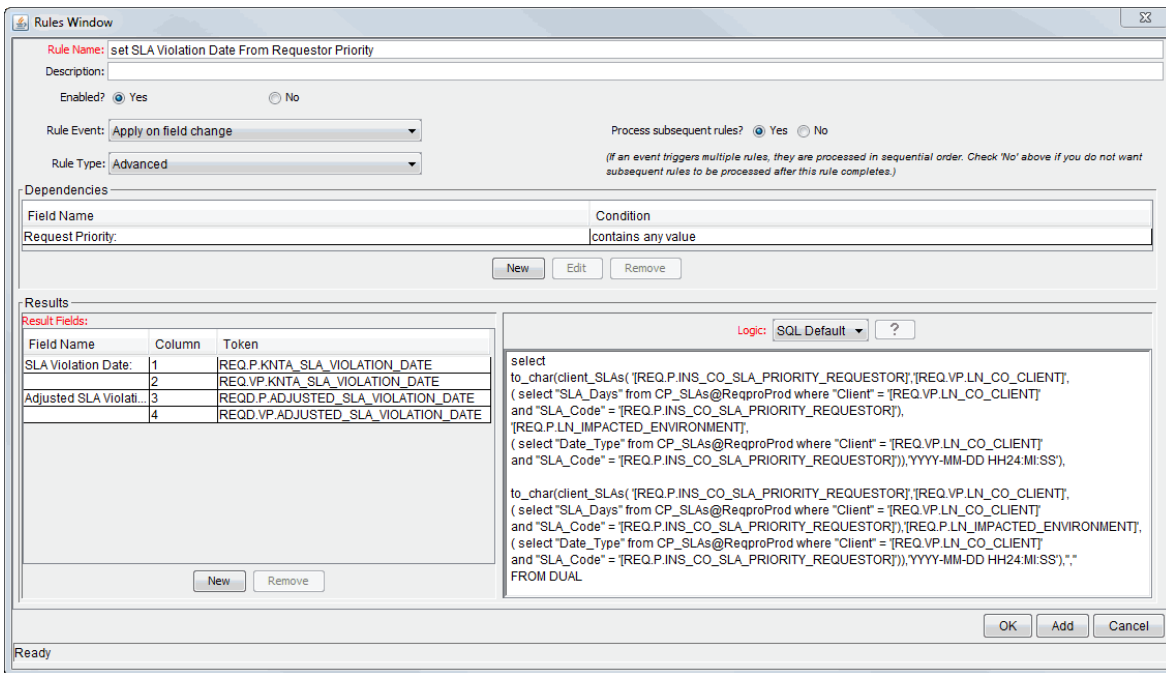 Rules Window
Rule Name: set SLA Violation Date From Requestor Priority
Description:
Enabled? Yes No
Rule Event: Apply on field change Process subsequent rules? Yes No
Rule Type: Advanced (If an event triggers multiple rules, they are processed in sequential order. Check 'No' above if you do not want
subsequent rules to be processed after this rule completes.)
Dependencies
Field Name Condition
Request Priority: contains any value
New Edit Remove
Results
Result Fields:
Field Name Column Token
SLA Violation Date: 1 REQ.P.KNTA_SLA_VIOLATION_DATE
2 REQ.VP.KNTA_SLA_VIOLATION_DATE
Adjusted SLA Violati... 3 REQD.P.ADJUSTED_SLA_VIOLATION_DATE
4 REQD.VP.ADJUSTED_SLA_VIOLATION_DATE
New Remove
Logic: SQL Default ?
select
to_char(client_SLAs( '[REQ.P.INS_CO_SLA_PRIORITY_REQUESTOR]','[REQ.VP.LN_CO_CLIENT]',
( select "SLA_Days" from CP_SLAs@ReqproProd where "Client" = '[REQ.VP.LN_CO_CLIENT]'
and "SLA_Code" = '[REQ.P.INS_CO_SLA_PRIORITY_REQUESTOR]'),
'[REQ.P.LN_IMPACTED_ENVIRONMENT]',
( select "Date_Type" from CP_SLAs@ReqproProd where "Client" = '[REQ.VP.LN_CO_CLIENT]'
and "SLA_Code" = '[REQ.P.INS_CO_SLA_PRIORITY_REQUESTOR]')),'YYYY-MM-DD HH24:MI:SS'),
to_char(client_SLAs( '[REQ.P.INS_CO_SLA_PRIORITY_REQUESTOR]','[REQ.VP.LN_CO_CLIENT]',
( select "SLA_Days" from CP_SLAs@ReqproProd where "Client" = '[REQ.VP.LN_CO_CLIENT]'
and "SLA_Code" = '[REQ.P.INS_CO_SLA_PRIORITY_REQUESTOR]'),'[REQ.P.LN_IMPACTED_ENVIRONMENT]',
( select "Date_Type" from CP_SLAs@ReqproProd where "Client" = '[REQ.VP.LN_CO_CLIENT]'
and "SLA_Code" = '[REQ.P.INS_CO_SLA_PRIORITY_REQUESTOR]')),'YYYY-MM-DD HH24:MI:SS'),'',''
FROM DUAL
OK Add Cancel
Ready